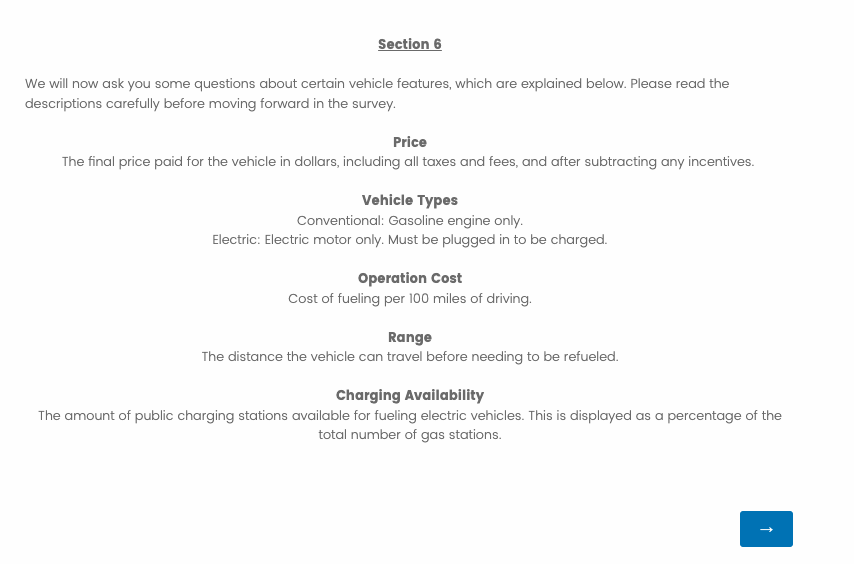 Section 6
We will now ask you some questions about certain vehicle features, which are explained below. Please read the
descriptions carefully before moving forward in the survey.
Price
The final price paid for the vehicle in dollars, including all taxes and fees, and after subtracting any incentives.
Vehicle Types
Conventional: Gasoline engine only.
Electric: Electric motor only. Must be plugged in to be charged.
Operation Cost
Cost of fueling per 100 miles of driving.
Range
The distance the vehicle can travel before needing to be refueled.
Charging Availability
The amount of public charging stations available for fueling electric vehicles. This is displayed as a percentage of the
total number of gas stations.
→